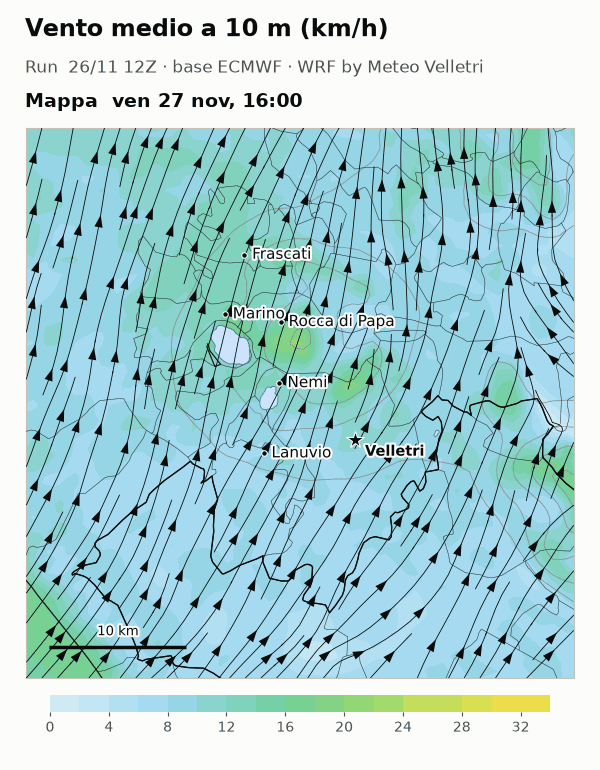 Vento medio a 10 m (km/h)
Run  26/11 12Z · base ECMWF · WRF by Meteo Velletri
Mappa  ven 27 nov, 16:00
Frascati
Marino
Rocca di Papa
Nemi
Velletri
Lanuvio
10 km
0 4 8 12 16 20 24 28 32